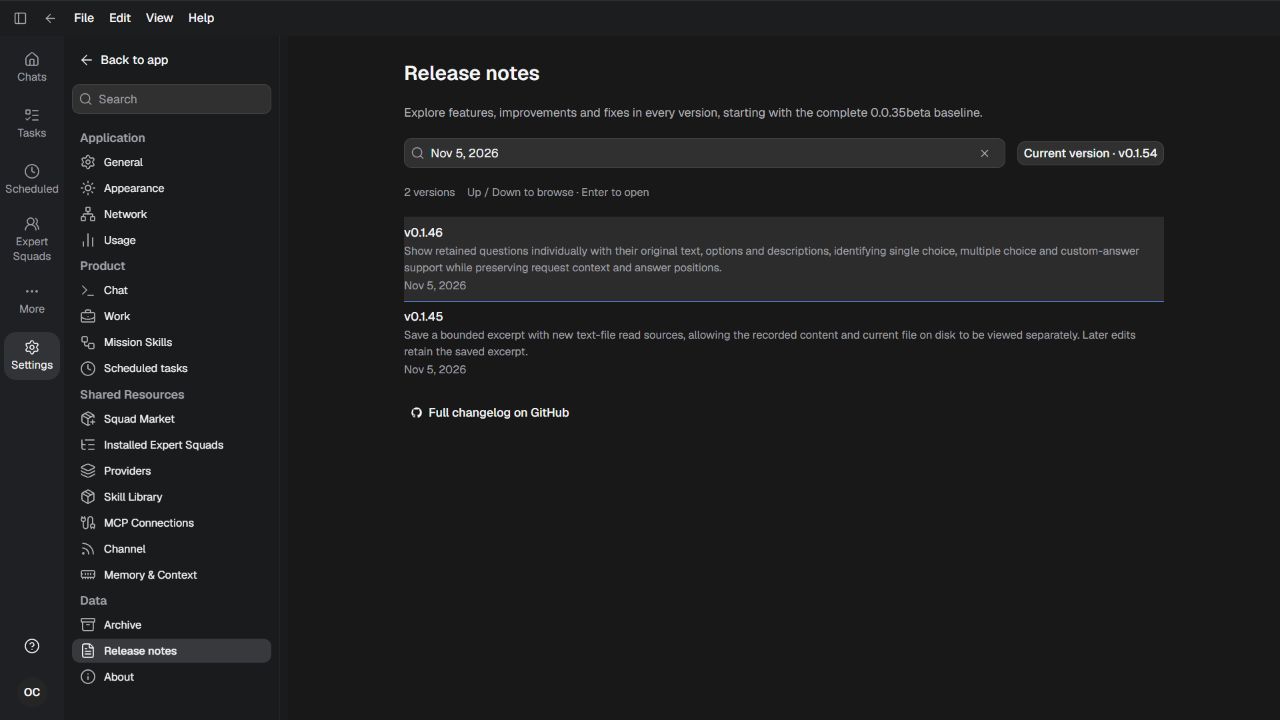 File Edit View Help
Chats
Tasks
Scheduled
Expert
Squads
More
Settings
OC
Back to app
Search
Application
General
Appearance
Network
Usage
Product
Chat
Work
Mission Skills
Scheduled tasks
Shared Resources
Squad Market
Installed Expert Squads
Providers
Skill Library
MCP Connections
Channel
Memory & Context
Data
Archive
Release notes
About
Release notes
Explore features, improvements and fixes in every version, starting with the complete 0.0.35beta baseline.
Nov 5, 2026
Current version · v0.1.54
2 versions Up / Down to browse · Enter to open
v0.1.46
Show retained questions individually with their original text, options and descriptions, identifying single choice, multiple choice and custom-answer
support while preserving request context and answer positions.
Nov 5, 2026
v0.1.45
Save a bounded excerpt with new text-file read sources, allowing the recorded content and current file on disk to be viewed separately. Later edits
retain the saved excerpt.
Nov 5, 2026
Full changelog on GitHub